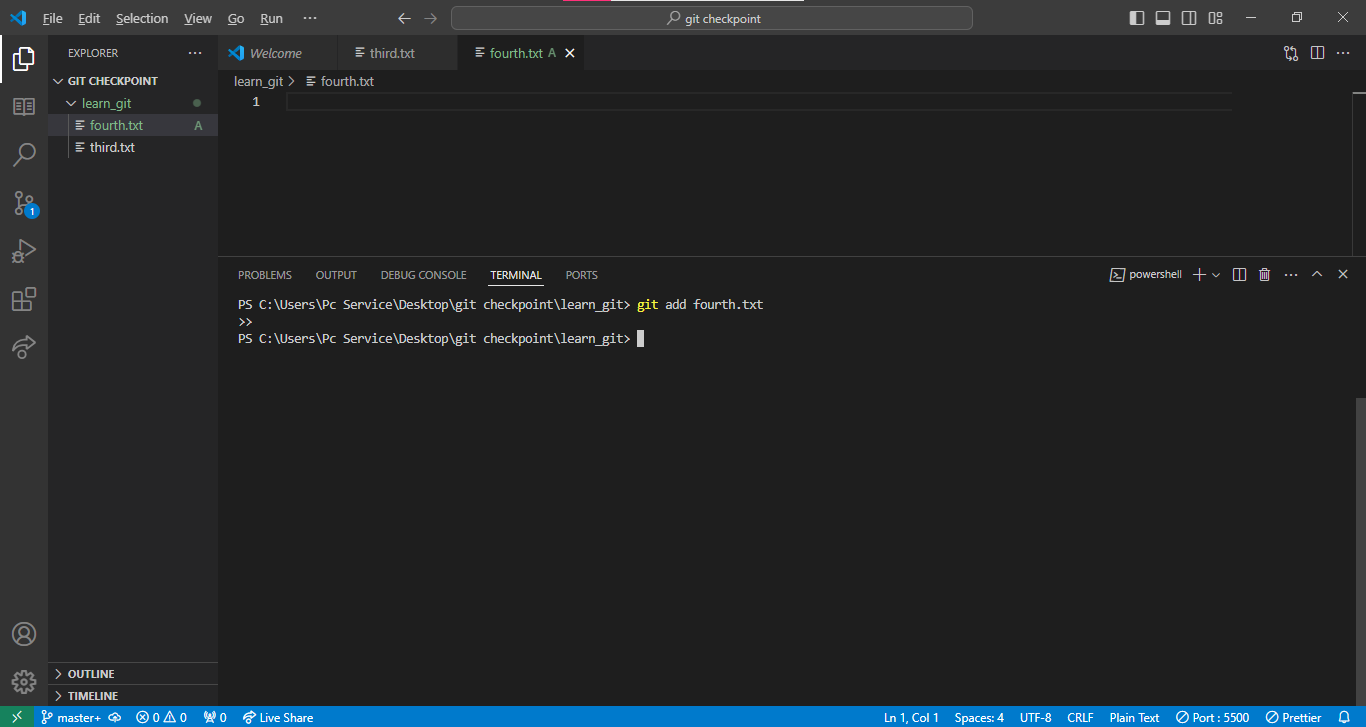 File Edit Selection View Go Run ···
git checkpoint
EXPLORER ···
GIT CHECKPOINT
learn_git
fourth.txt A
third.txt
OUTLINE
TIMELINE
Welcome third.txt fourth.txt A
learn_git > fourth.txt
1
PROBLEMS OUTPUT DEBUG CONSOLE TERMINAL PORTS
powershell
PS C:\Users\Pc Service\Desktop\git checkpoint\learn_git> git add fourth.txt
>>
PS C:\Users\Pc Service\Desktop\git checkpoint\learn_git>
1
master+ 0 0 0 Live Share Ln 1, Col 1 Spaces: 4 UTF-8 CRLF Plain Text Port : 5500 Prettier